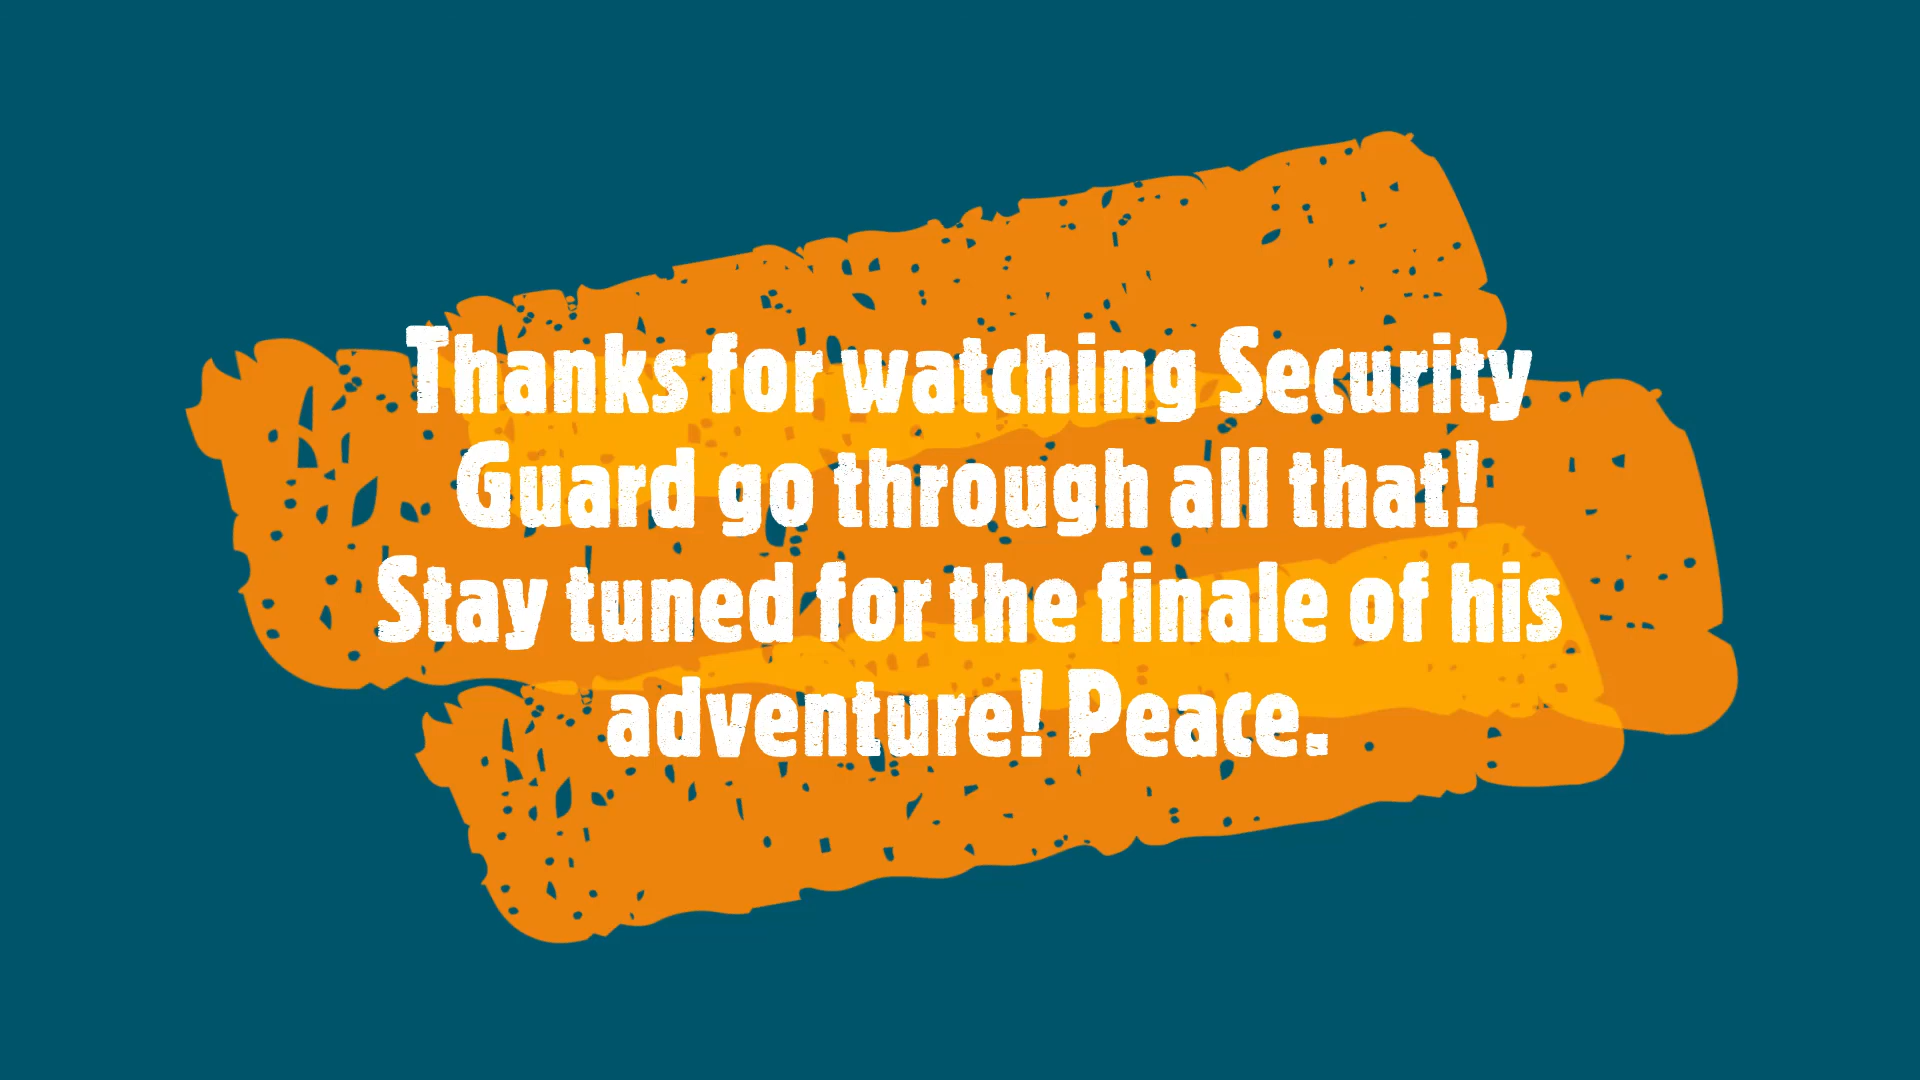 Thanks for watching Security
Guard go through all that!
Stay tuned for the finale of his
adventure! Peace.